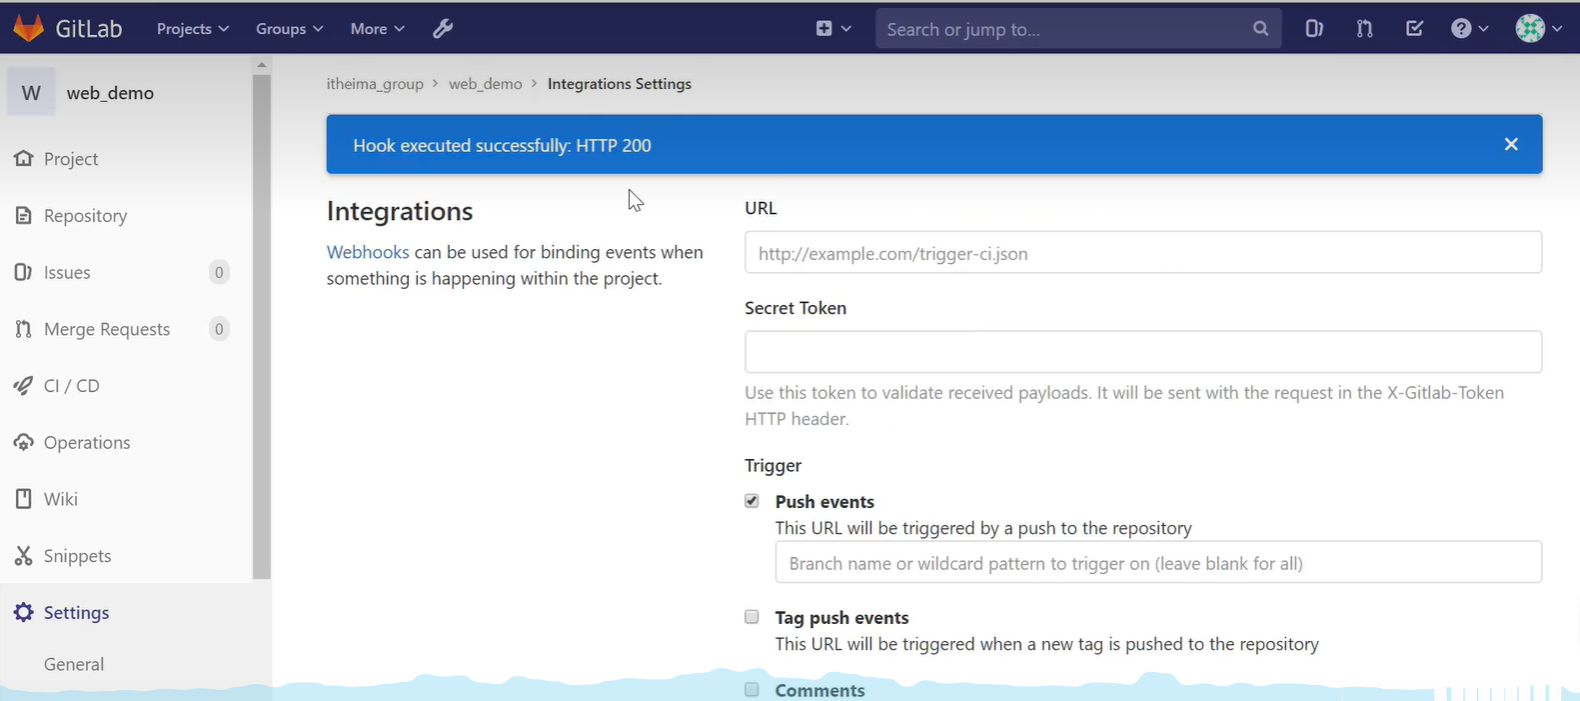 GitLab Projects Groups More Search or jump to...
W web_demo
Project
Repository
Issues 0
Merge Requests 0
CI / CD
Operations
Wiki
Snippets
Settings
General
itheima_group > web_demo > Integrations Settings
Hook executed successfully: HTTP 200
Integrations
Webhooks can be used for binding events when
something is happening within the project.
URL
http://example.com/trigger-ci.json
Secret Token
Use this token to validate received payloads. It will be sent with the request in the X-Gitlab-Token
HTTP header.
Trigger
Push events
This URL will be triggered by a push to the repository
Branch name or wildcard pattern to trigger on (leave blank for all)
Tag push events
This URL will be triggered when a new tag is pushed to the repository
Comments